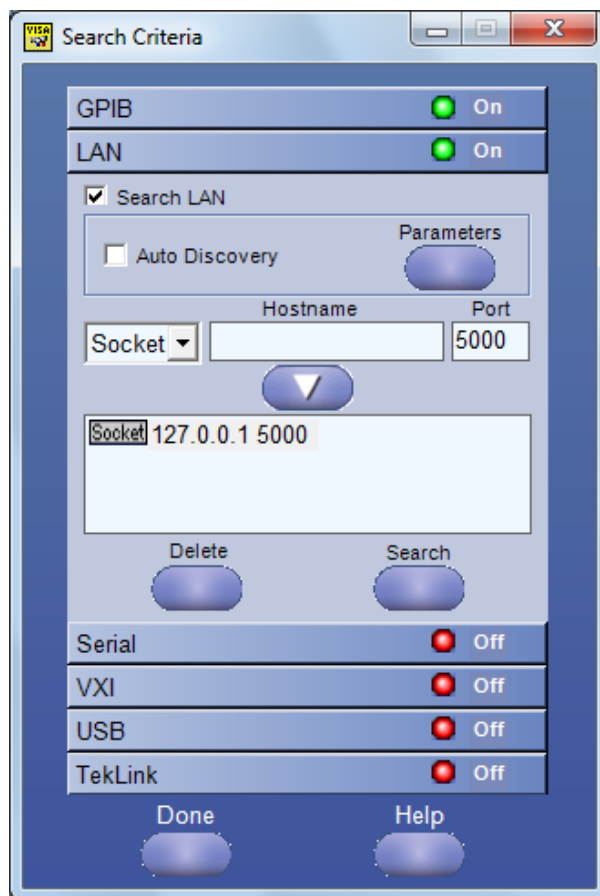 VISA
Search Criteria
GPIB On
LAN On
Search LAN
Auto Discovery
Parameters
Hostname Port
Socket 5000
Socket 127.0.0.1 5000
Delete Search
Serial Off
VXI Off
USB Off
TekLink Off
Done Help